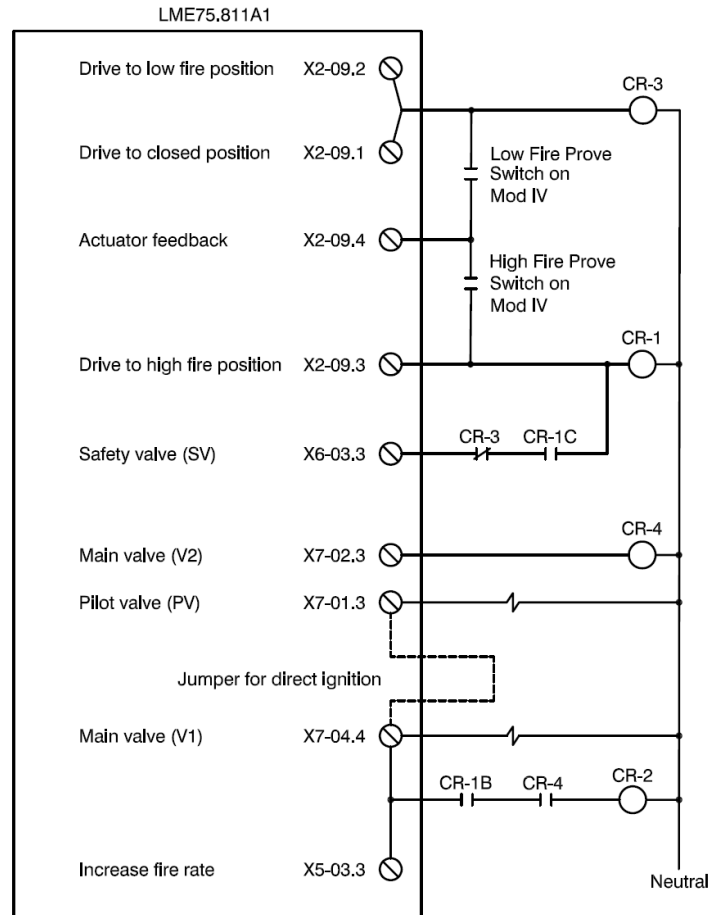 LME75.811A1
Drive to low fire position X2-09.2
CR-3
Drive to closed position X2-09.1
Low Fire Prove
Switch on
Mod IV
Actuator feedback X2-09.4
High Fire Prove
Switch on
Mod IV
CR-1
Drive to high fire position X2-09.3
CR-3 CR-1C
Safety valve (SV) X6-03.3
CR-4
Main valve (V2) X7-02.3
Pilot valve (PV) X7-01.3
Jumper for direct ignition
Main valve (V1) X7-04.4
CR-1B CR-4 CR-2
Increase fire rate X5-03.3
Neutral